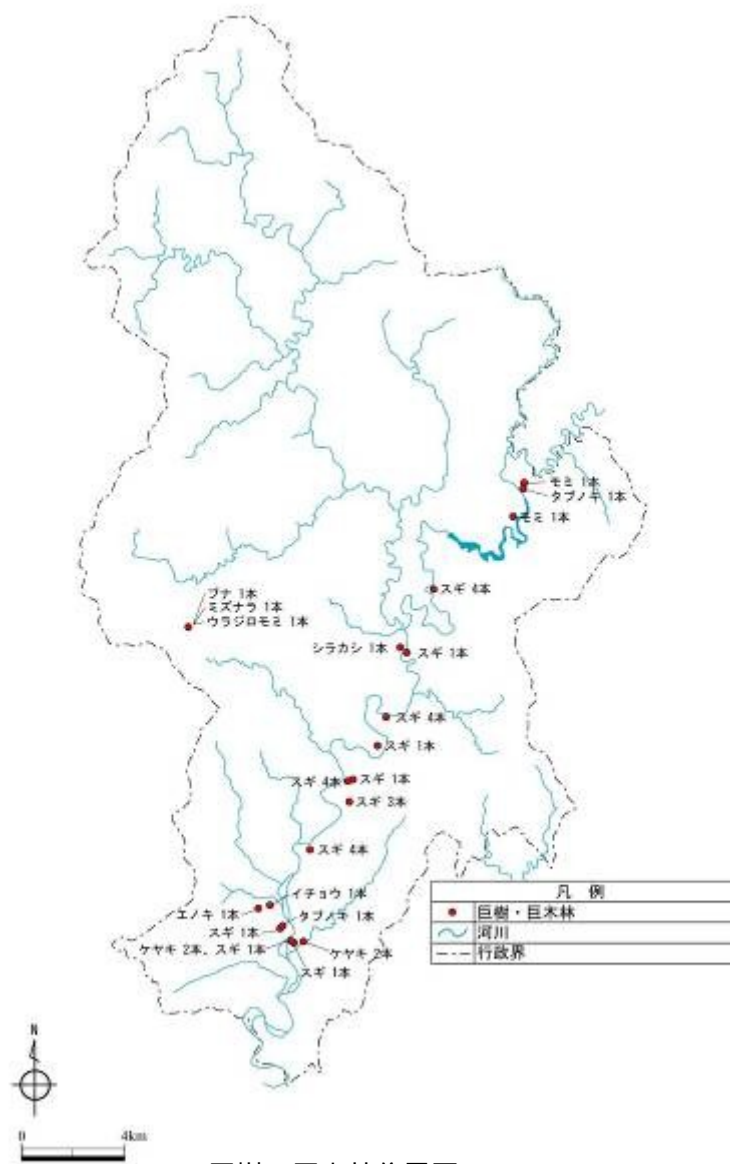 モミ 1本
タブノキ 1本
モミ 1本
スギ 4本
ブナ 1本
ミズナラ 1本
ウラジロモミ 1本
シラカシ 1本
スギ 1本
スギ 4本
スギ 1本
スギ 4本
スギ 1本
スギ 3本
スギ 4本
イチョウ 1本
エノキ 1本
タブノキ 1本
スギ 1本
ケヤキ 2本、スギ 1本
ケヤキ 2本
スギ 1本
凡 例
巨樹・巨木林
河川
行政界
N
0 4km